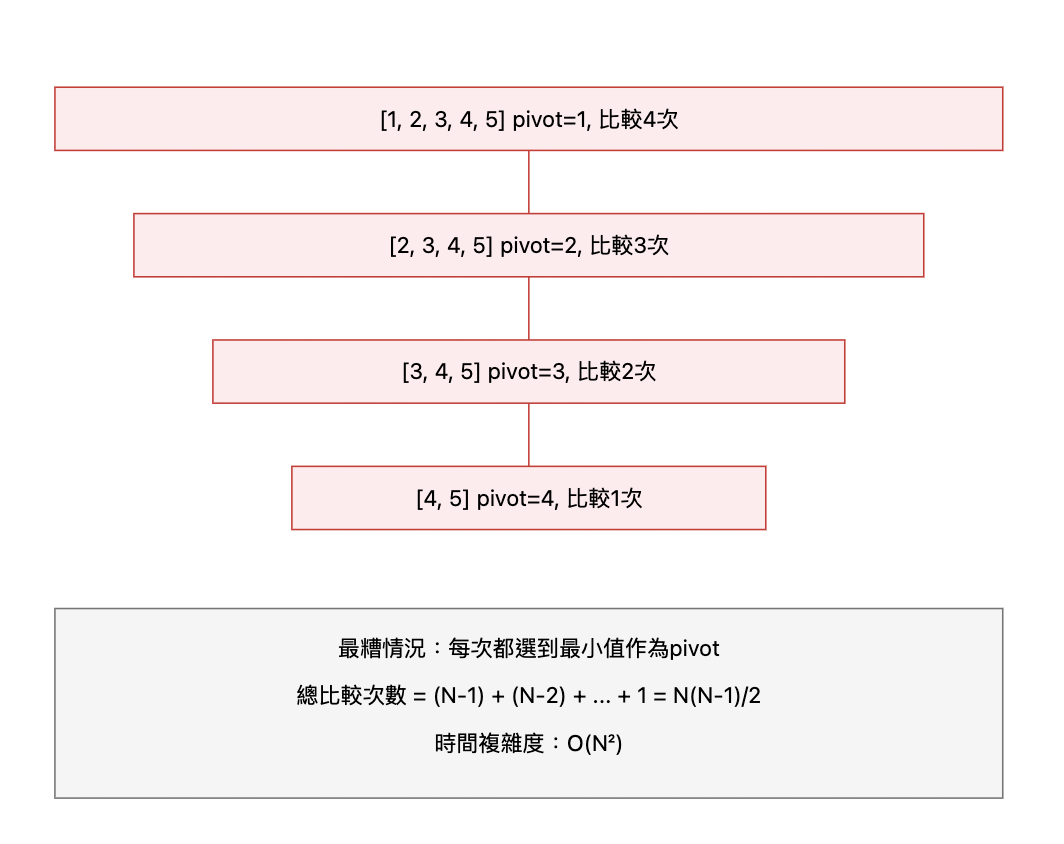 [1, 2, 3, 4, 5] pivot=1, 比較4次
[2, 3, 4, 5] pivot=2, 比較3次
[3, 4, 5] pivot=3, 比較2次
[4, 5] pivot=4, 比較1次
最糟情況：每次都選到最小值作為pivot
總比較次數 = (N-1) + (N-2) + ... + 1 = N(N-1)/2
時間複雜度：O(N²)